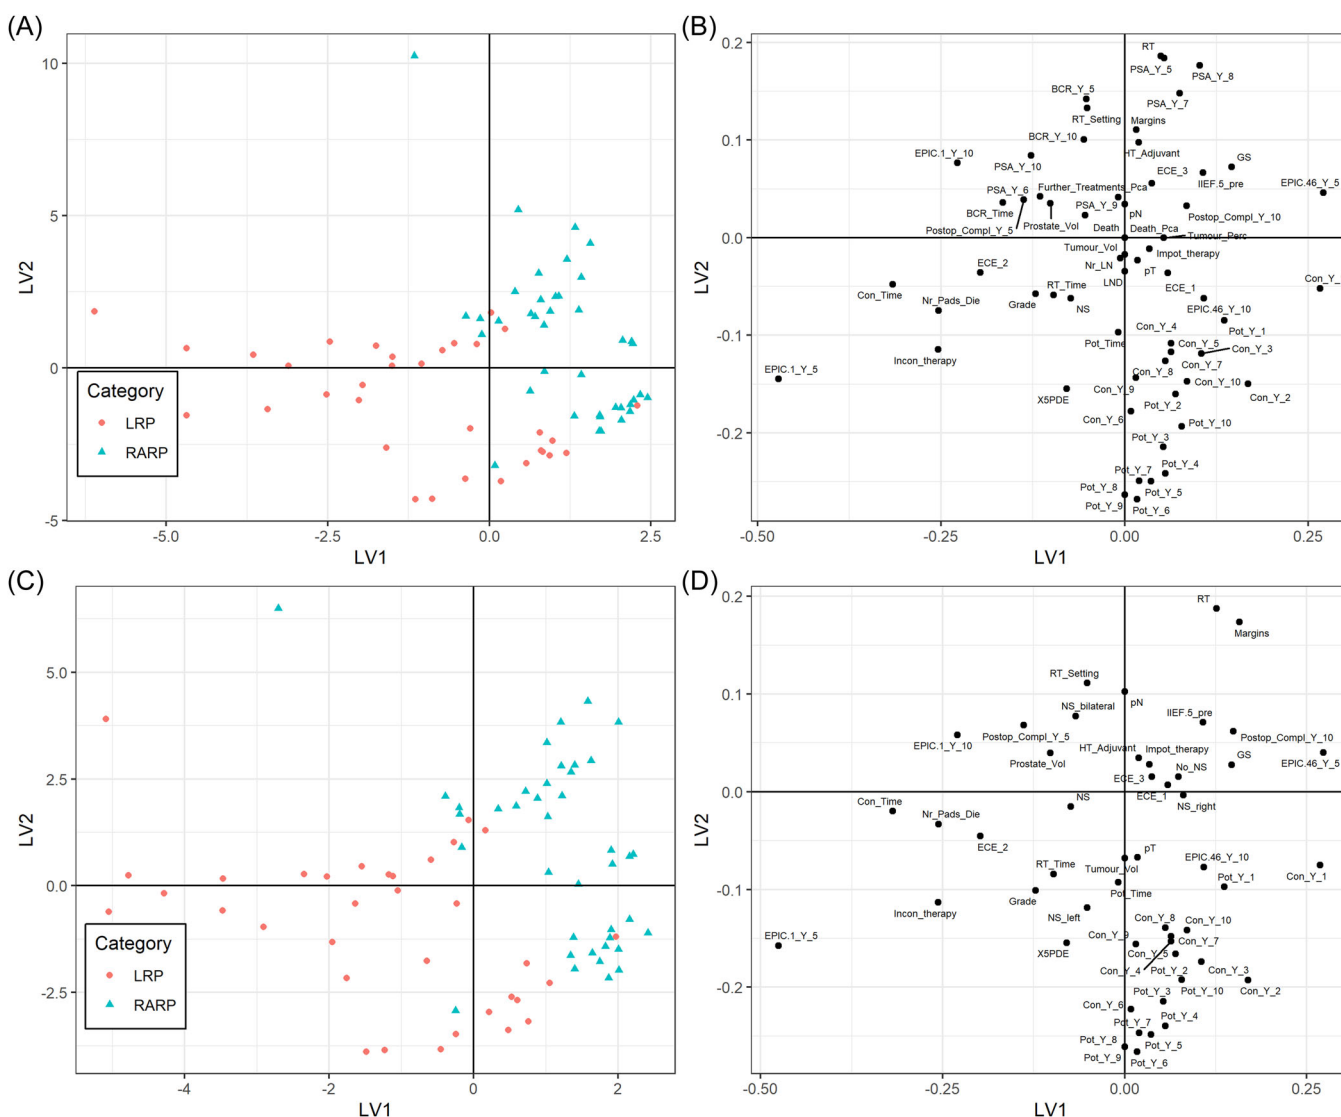 (A)
10
5
0
-5
LV2
-5.0
-2.5
0.0
2.5
LV1
Category
LRP
RARP
(B)
0.2
0.1
0.0
-0.1
-0.2
LV2
RT
PSA_Y_5
PSA_Y_8
BCR_Y_5
PSA_Y_7
RT_Setting
Margins
BCR_Y_10
HT_Adjuvant
EPIC.1_Y_10
PSA_Y_10
GS
ECE_3
PSA_Y_6
Further_Treatments_Pca
IIEF.5_pre
EPIC.46_Y_5
BCR_Time
PSA_Y_9
pN
Postop_Compl_Y_10
Postop_Compl_Y_5
Prostate_Vol
Death
Death_Pca
Tumour_Perc
Tumour_Vol
Impot_therapy
ECE_2
Nr_LN
pT
Con_Time
LND
RT_Time
ECE_1
Con_Y_
Nr_Pads_Die
Grade
NS
EPIC.46_Y_10
Pot_Time
Con_Y_4
Pot_Y_1
Con_Y_5
Con_Y_3
Incon_therapy
Con_Y_7
EPIC.1_Y_5
Con_Y_8
Con_Y_10
X5PDE
Con_Y_9
Con_Y_2
Pot_Y_2
Con_Y_6
Pot_Y_10
Pot_Y_3
Pot_Y_7
Pot_Y_4
Pot_Y_8
Pot_Y_5
Pot_Y_9
Pot_Y_6
-0.50
-0.25
0.00
0.25
LV1
(C)
5.0
2.5
0.0
-2.5
LV2
-4
-2
0
2
LV1
Category
LRP
RARP
(D)
0.2
0.1
0.0
-0.1
-0.2
LV2
RT
Margins
RT_Setting
NS_bilateral
pN
IIEF.5_pre
EPIC.1_Y_10
Postop_Compl_Y_5
Postop_Compl_Y_10
Prostate_Vol
HT_Adjuvant
Impot_therapy
GS
EPIC.46_Y_5
ECE_3
No_NS
Con_Time
NS
ECE_1
NS_right
Nr_Pads_Die
ECE_2
pT
RT_Time
Tumour_Vol
EPIC.46_Y_10
Grade
Pot_Time
Pot_Y_1
Con_Y_1
Incon_therapy
NS_left
Con_Y_8
Con_Y_10
EPIC.1_Y_5
X5PDE
Con_Y_9
Con_Y_7
Con_Y_5
Con_Y_4
Pot_Y_2
Con_Y_3
Pot_Y_3
Pot_Y_10
Con_Y_2
Con_Y_6
Pot_Y_7
Pot_Y_4
Pot_Y_8
Pot_Y_5
Pot_Y_9
Pot_Y_6
-0.50
-0.25
0.00
0.25
LV1